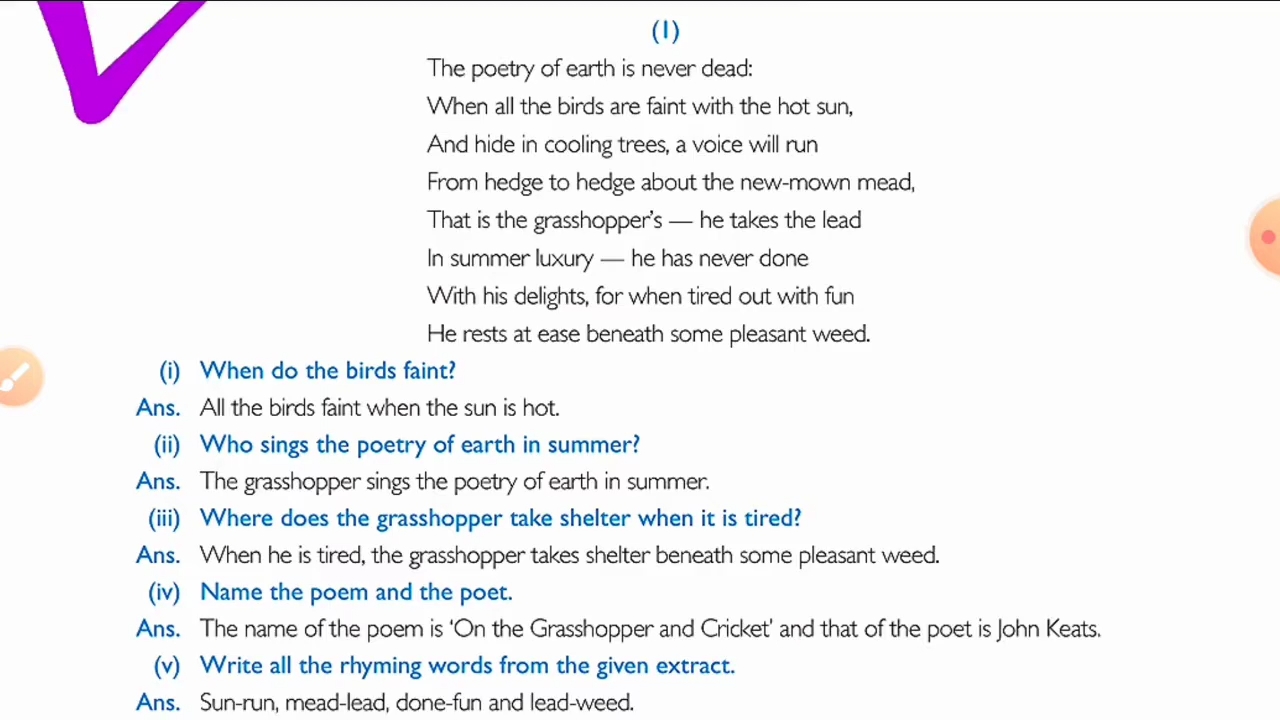 (I)
The poetry of earth is never dead:
When all the birds are faint with the hot sun,
And hide in cooling trees, a voice will run
From hedge to hedge about the new-mown mead,
That is the grasshopper's — he takes the lead
In summer luxury — he has never done
With his delights, for when tired out with fun
He rests at ease beneath some pleasant weed.
(i) When do the birds faint?
Ans. All the birds faint when the sun is hot.
(ii) Who sings the poetry of earth in summer?
Ans. The grasshopper sings the poetry of earth in summer.
(iii) Where does the grasshopper take shelter when it is tired?
Ans. When he is tired, the grasshopper takes shelter beneath some pleasant weed.
(iv) Name the poem and the poet.
Ans. The name of the poem is ‘On the Grasshopper and Cricket’ and that of the poet is John Keats.
(v) Write all the rhyming words from the given extract.
Ans. Sun-run, mead-lead, done-fun and lead-weed.